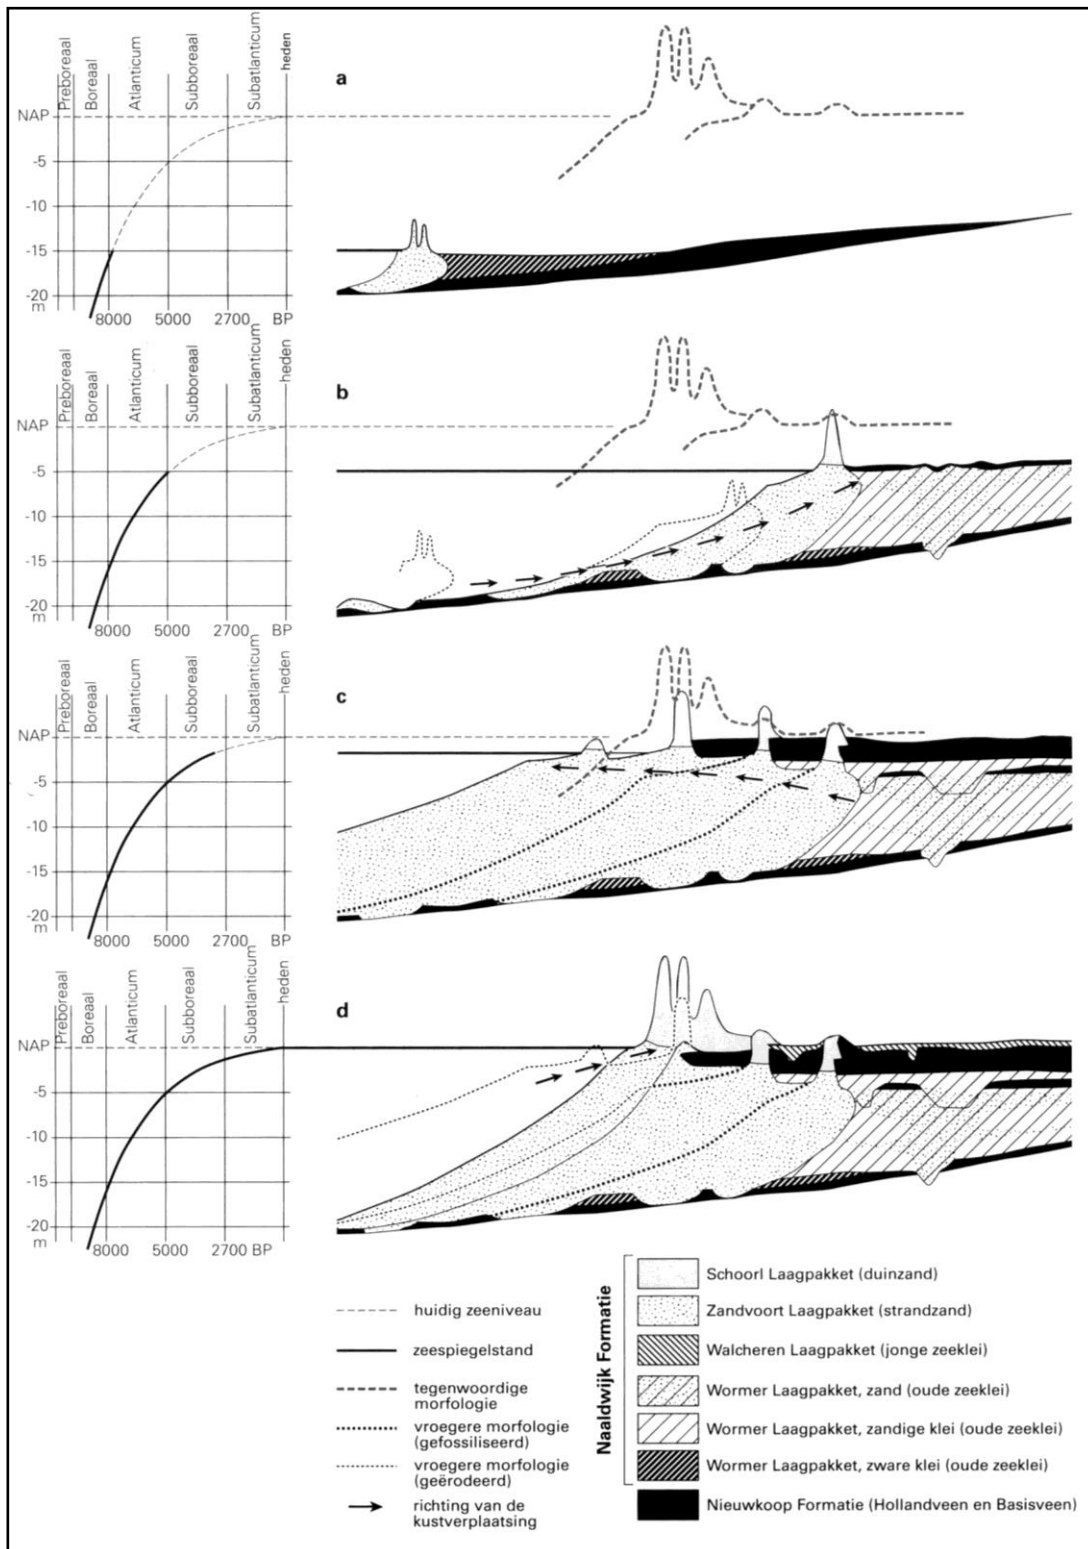 Preboreaal
Boreaal
Atlanticum
Subboreaal
Subatlanticum
heden
a
NAP
-5
-10
-15
-20
m
8000 5000 2700 BP
Preboreaal
Boreaal
Atlanticum
Subboreaal
Subatlanticum
heden
b
NAP
-5
-10
-15
-20
m
8000 5000 2700 BP
Preboreaal
Boreaal
Atlanticum
Subboreaal
Subatlanticum
heden
c
NAP
-5
-10
-15
-20
m
8000 5000 2700 BP
Preboreaal
Boreaal
Atlanticum
Subboreaal
Subatlanticum
heden
d
NAP
-5
-10
-15
-20
m
8000 5000 2700 BP
huidig zeeniveau
zeespiegelstand
tegenwoordige
morfologie
vroegere morfologie
(gefossiliseerd)
vroegere morfologie
(geërodeerd)
richting van de
kustverplaatsing
Naaldwijk Formatie
Schoorl Laagpakket (duinzand)
Zandvoort Laagpakket (strandzand)
Walcheren Laagpakket (jonge zeeklei)
Wormer Laagpakket, zand (oude zeeklei)
Wormer Laagpakket, zandige klei (oude zeeklei)
Wormer Laagpakket, zware klei (oude zeeklei)
Nieuwkoop Formatie (Hollandveen en Basisveen)